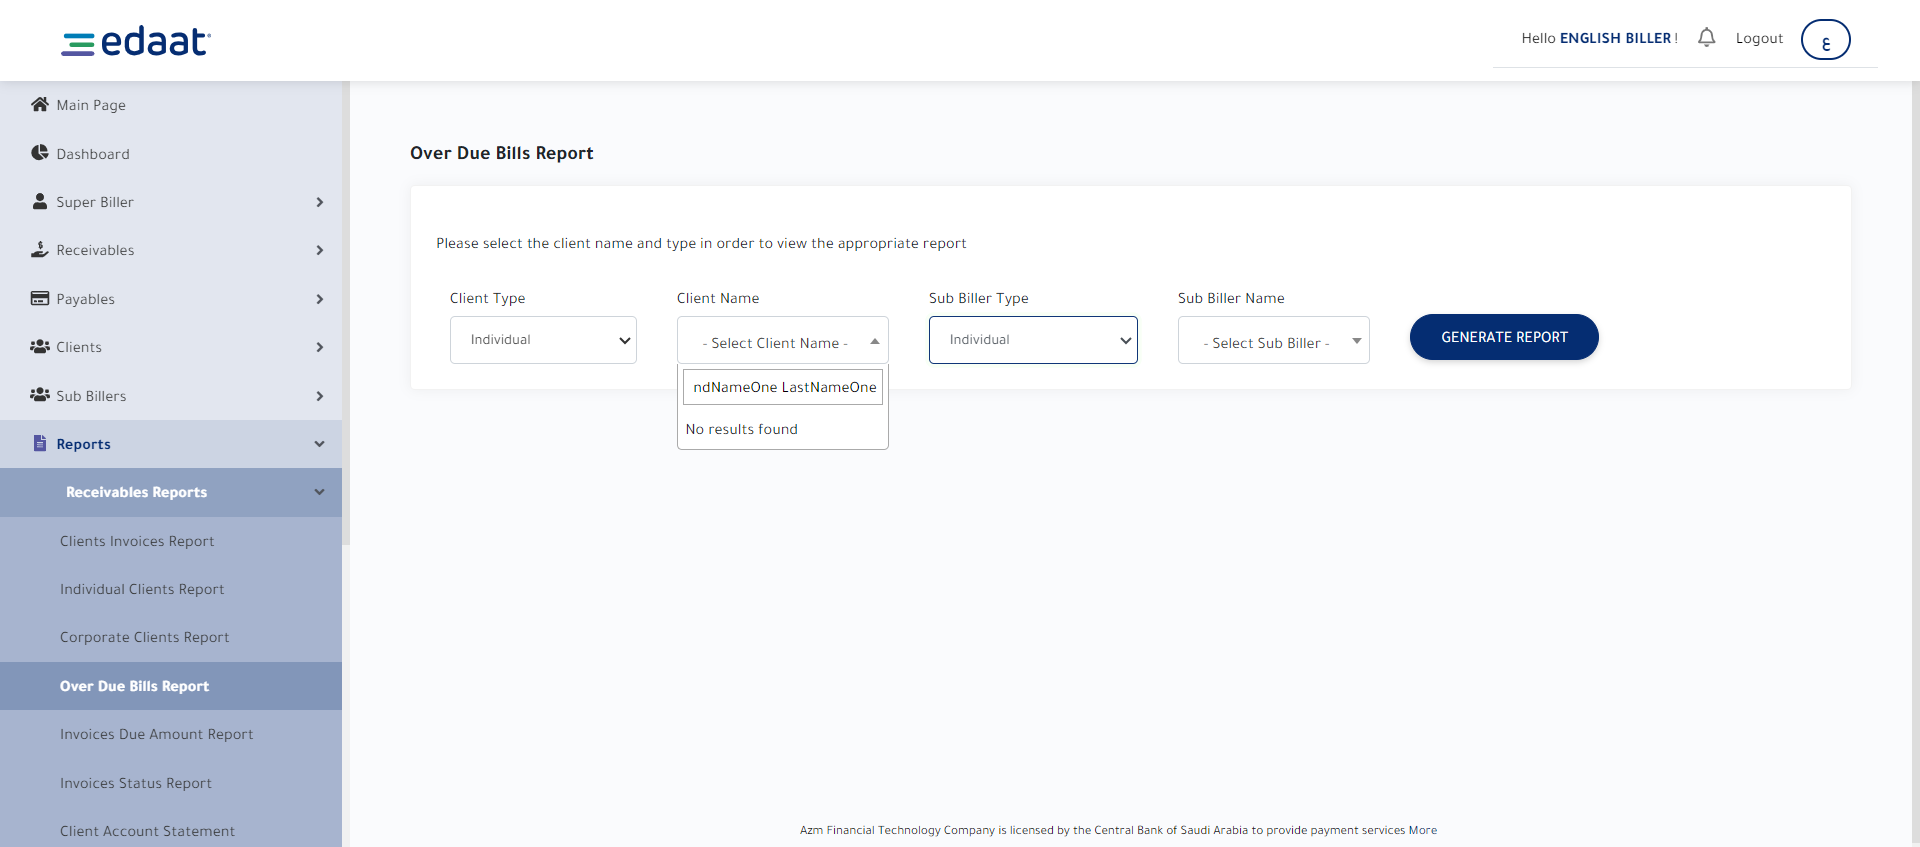 edaat
Hello ENGLISH BILLER !
Logout
ع
Main Page
Dashboard
Super Biller
Receivables
Payables
Clients
Sub Billers
Reports
Receivables Reports
Clients Invoices Report
Individual Clients Report
Corporate Clients Report
Over Due Bills Report
Invoices Due Amount Report
Invoices Status Report
Client Account Statement
Over Due Bills Report
Please select the client name and type in order to view the appropriate report
Client Type
Individual
Client Name
- Select Client Name -
ndNameOne LastNameOne
No results found
Sub Biller Type
Individual
Sub Biller Name
- Select Sub Biller -
GENERATE REPORT
Azm Financial Technology Company is licensed by the Central Bank of Saudi Arabia to provide payment services More